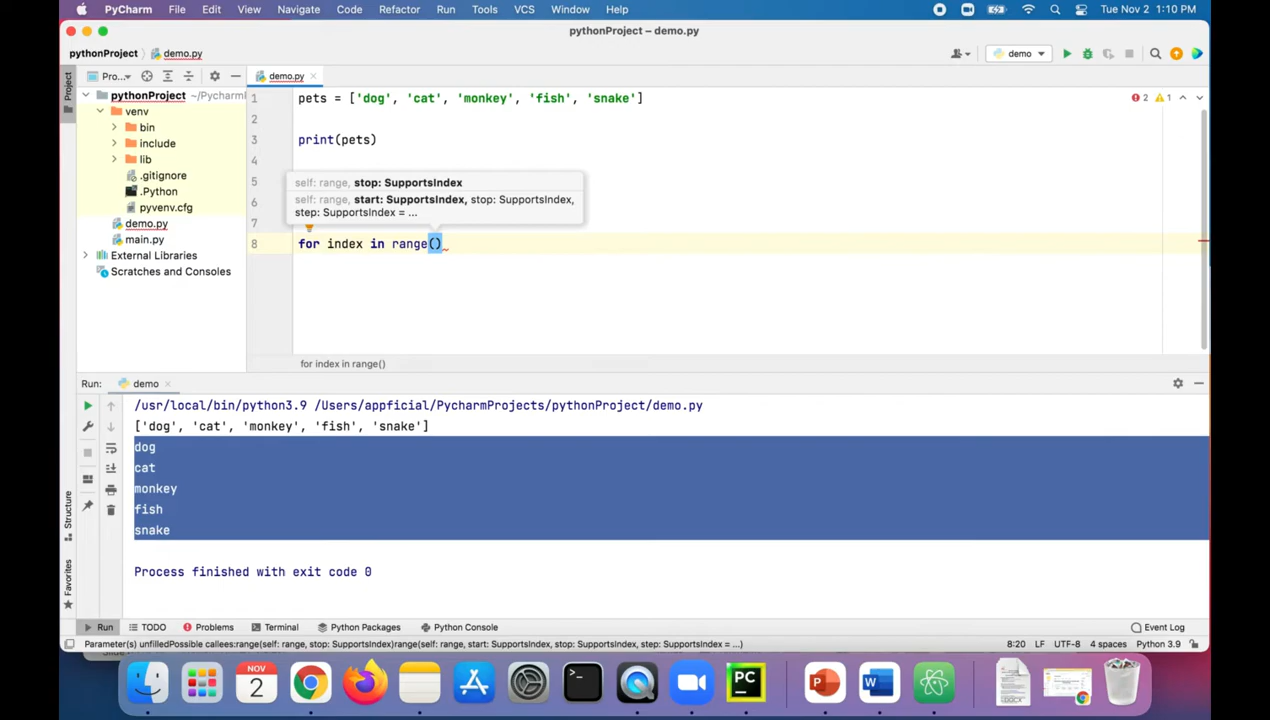 PyCharm File Edit View Navigate Code Refactor Run Tools VCS Window Help Tue Nov 2 1:10 PM
pythonProject – demo.py
pythonProject demo.py demo
Project Pro... demo.py
pythonProject ~/Pycharm
venv
bin
include
lib
.gitignore
.Python
pyvenv.cfg
demo.py
main.py
External Libraries
Scratches and Consoles
1 pets = ['dog', 'cat', 'monkey', 'fish', 'snake'] 2 1
2
3 print(pets)
4
5
6
7
8 for index in range()
self: range, stop: SupportsIndex
self: range, start: SupportsIndex, stop: SupportsIndex,
step: SupportsIndex = ...
for index in range()
Run: demo
/usr/local/bin/python3.9 /Users/appficial/PycharmProjects/pythonProject/demo.py
['dog', 'cat', 'monkey', 'fish', 'snake']
dog
cat
monkey
fish
snake
Process finished with exit code 0
Structure
Favorites
Run TODO Problems Terminal Python Packages Python Console Event Log
Parameter(s) unfilledPossible callees:range(self: range, stop: SupportsIndex)range(self: range, start: SupportsIndex, stop: SupportsIndex, step: SupportsIndex = ...) 8:20 LF UTF-8 4 spaces Python 3.9
NOV
2
>_
PC
P
W
DOCX